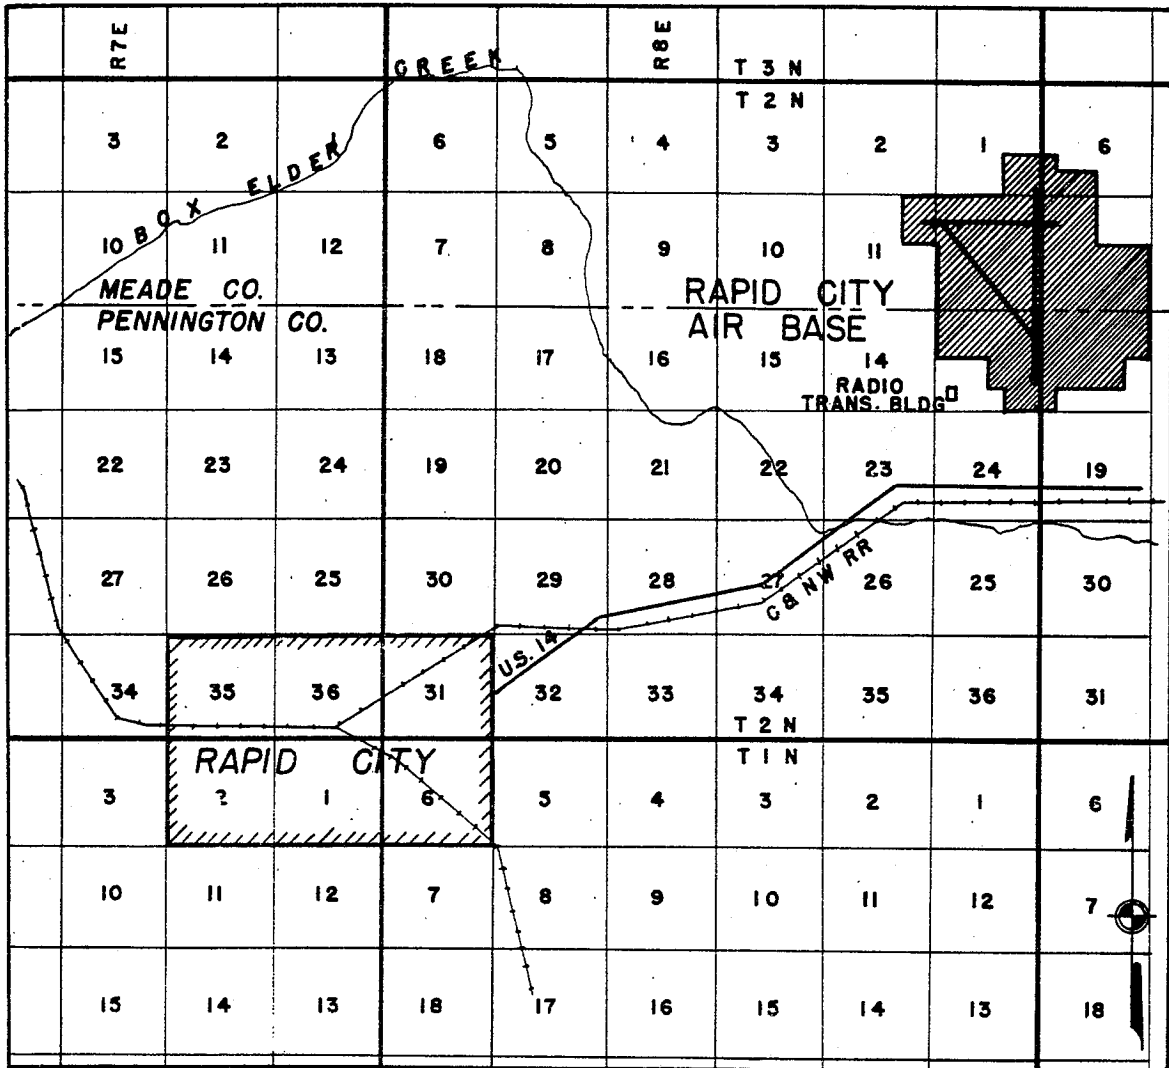 R7E R8E
T 3 N
T 2 N
CREEK
3 2 6 5 4 3 2 1 6
BOX ELDER
10 11 12 7 8 9 10 11
MEADE CO.
PENNINGTON CO.
RAPID CITY
AIR BASE
15 14 13 18 17 16 15 14
RADIO
TRANS. BLDG
22 23 24 19 20 21 22 23 24 19
27 26 25 30 29 28 27 26 25 30
C & NW RR
U.S. 14
34 35 36 31 32 33 34 35 36 31
T 2 N
T 1 N
RAPID CITY
3 2 1 6 5 4 3 2 1 6
10 11 12 7 8 9 10 11 12 7
15 14 13 18 17 16 15 14 13 18